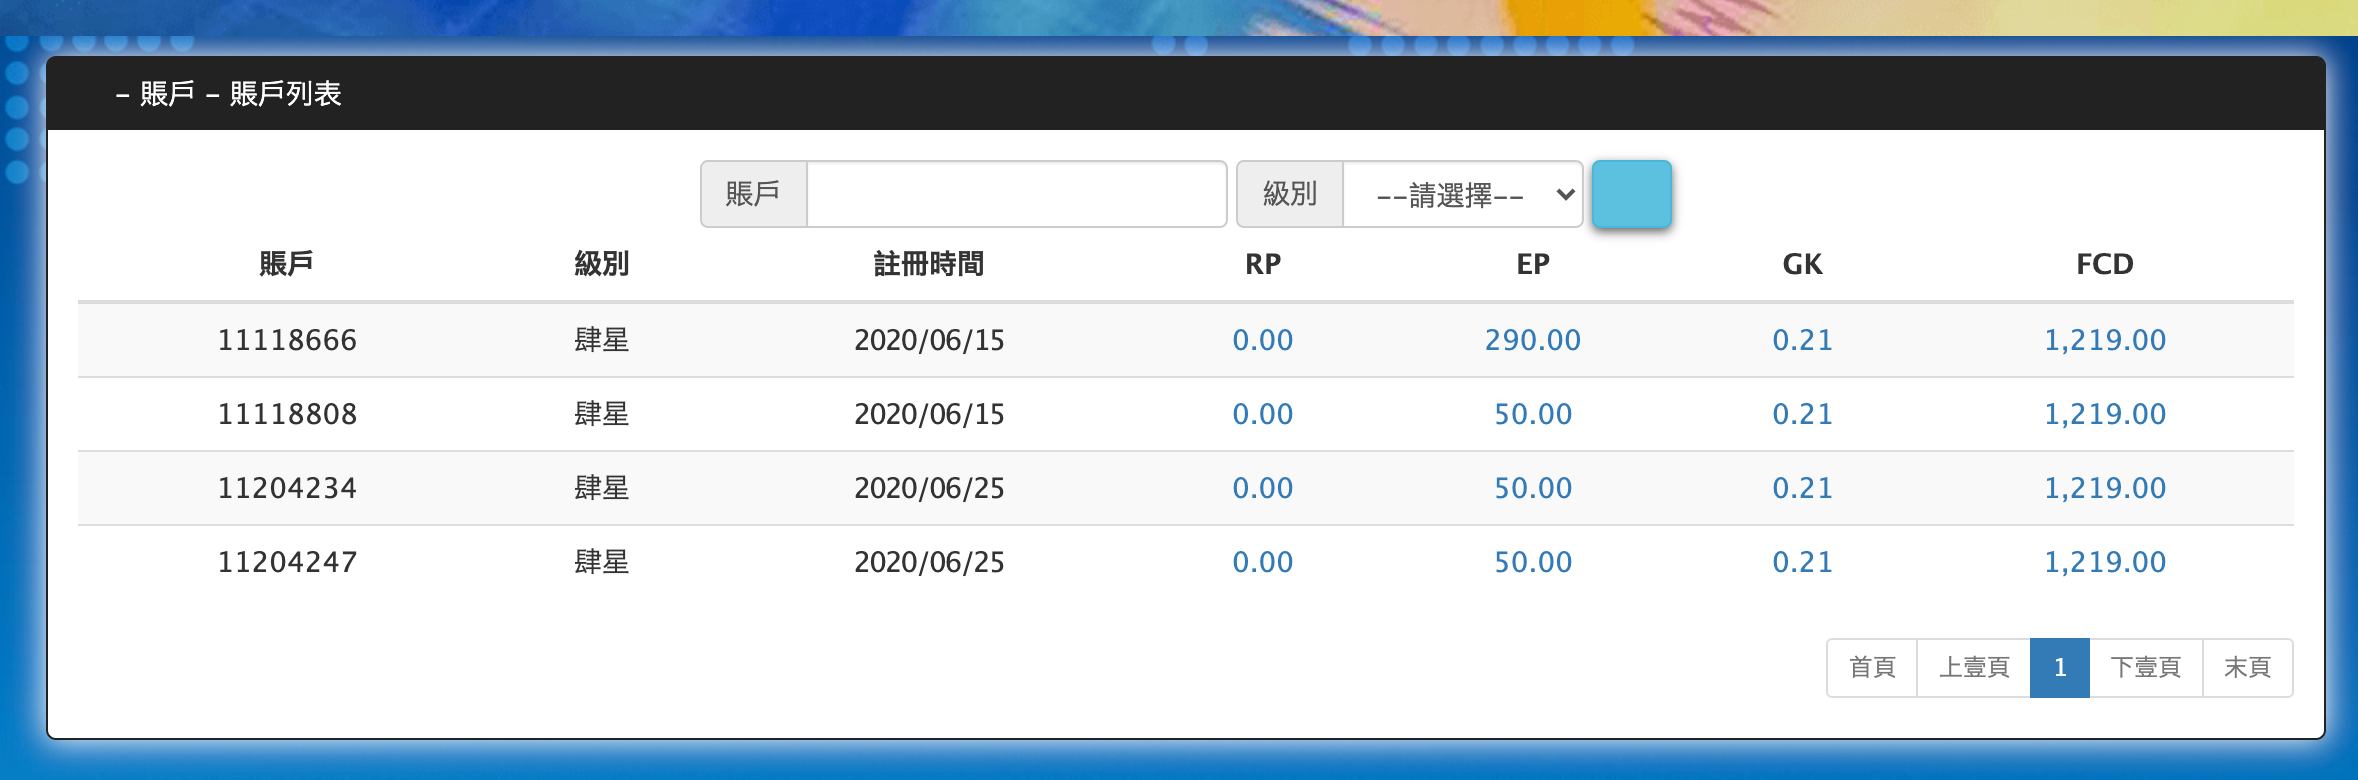 – 賬戶 – 賬戶列表
賬戶 級別 --請選擇--
賬戶 級別 註冊時間 RP EP GK FCD
11118666 肆星 2020/06/15 0.00 290.00 0.21 1,219.00
11118808 肆星 2020/06/15 0.00 50.00 0.21 1,219.00
11204234 肆星 2020/06/25 0.00 50.00 0.21 1,219.00
11204247 肆星 2020/06/25 0.00 50.00 0.21 1,219.00
首頁 上壹頁 1 下壹頁 末頁